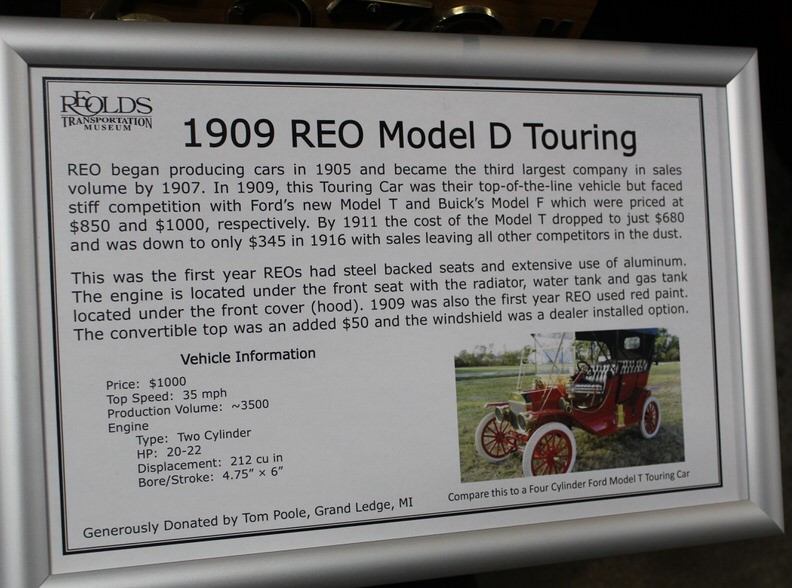 REOLDS
TRANSPORTATION
MUSEUM
1909 REO Model D Touring
REO began producing cars in 1905 and became the third largest company in sales
volume by 1907. In 1909, this Touring Car was their top-of-the-line vehicle but faced
stiff competition with Ford's new Model T and Buick's Model F which were priced at
$850 and $1000, respectively. By 1911 the cost of the Model T dropped to just $680
and was down to only $345 in 1916 with sales leaving all other competitors in the dust.
This was the first year REOs had steel backed seats and extensive use of aluminum.
The engine is located under the front seat with the radiator, water tank and gas tank
located under the front cover (hood). 1909 was also the first year REO used red paint.
The convertible top was an added $50 and the windshield was a dealer installed option.
Vehicle Information
Price: $1000
Top Speed: 35 mph
Production Volume: ~3500
Engine
Type: Two Cylinder
HP: 20-22
Displacement: 212 cu in
Bore/Stroke: 4.75" × 6"
Compare this to a Four Cylinder Ford Model T Touring Car
Generously Donated by Tom Poole, Grand Ledge, MI